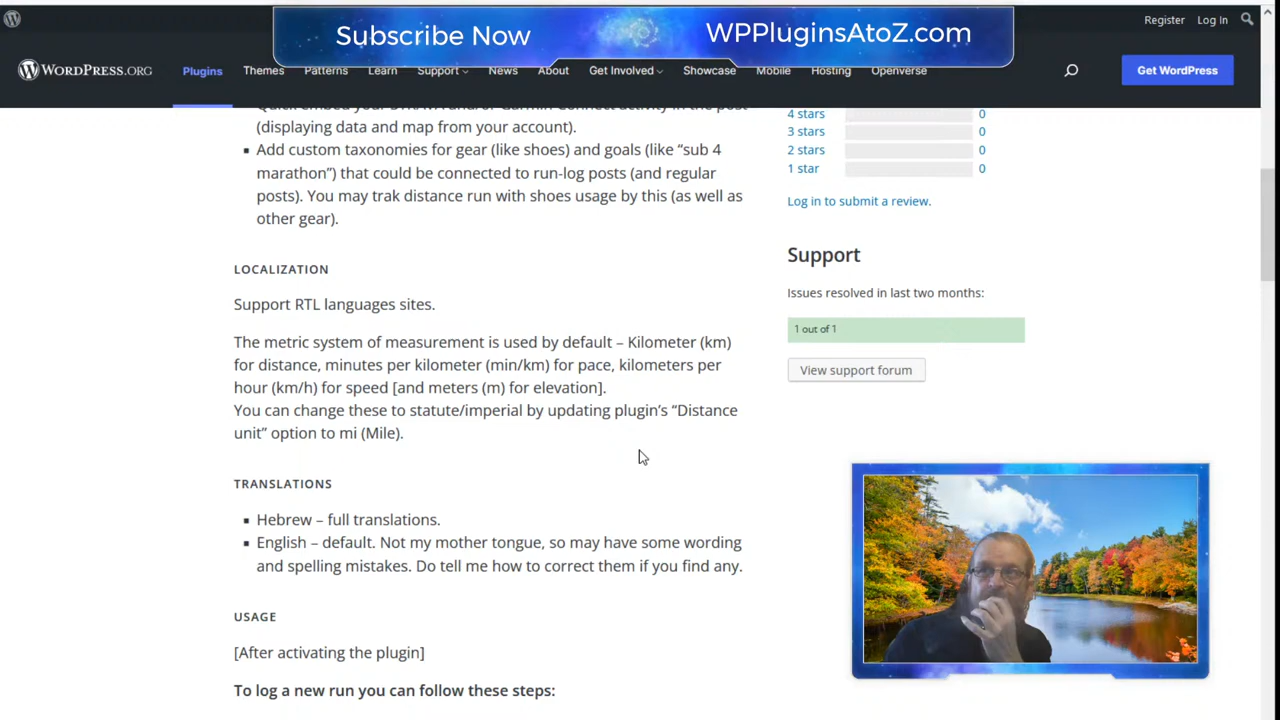 Register Log In
Subscribe Now WPPluginsAtoZ.com
WORDPRESS.ORG Plugins Themes Patterns Learn Support News About Get Involved Showcase Mobile Hosting Openverse Get WordPress
(displaying data and map from your account).
Add custom taxonomies for gear (like shoes) and goals (like “sub 4
marathon”) that could be connected to run-log posts (and regular
posts). You may trak distance run with shoes usage by this (as well as
other gear).
LOCALIZATION
Support RTL languages sites.
The metric system of measurement is used by default – Kilometer (km)
for distance, minutes per kilometer (min/km) for pace, kilometers per
hour (km/h) for speed [and meters (m) for elevation].
You can change these to statute/imperial by updating plugin’s “Distance
unit” option to mi (Mile).
TRANSLATIONS
Hebrew – full translations.
English – default. Not my mother tongue, so may have some wording
and spelling mistakes. Do tell me how to correct them if you find any.
USAGE
[After activating the plugin]
To log a new run you can follow these steps:
4 stars 0
3 stars 0
2 stars 0
1 star 0
Log in to submit a review.
Support
Issues resolved in last two months:
1 out of 1
View support forum